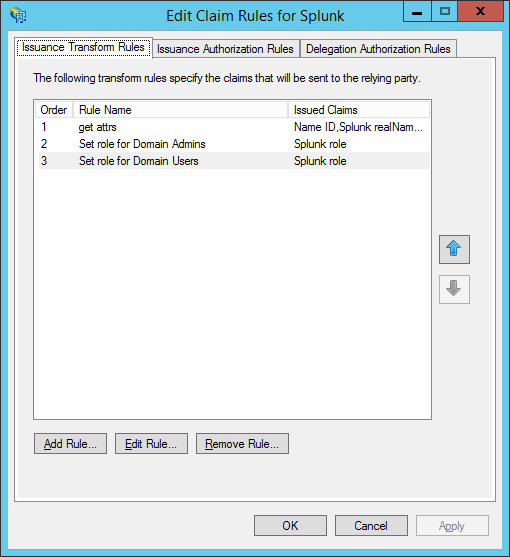 Edit Claim Rules for Splunk
Issuance Transform Rules Issuance Authorization Rules Delegation Authorization Rules
The following transform rules specify the claims that will be sent to the relying party.
Order Rule Name Issued Claims
1 get attrs Name ID,Splunk realNam...
2 Set role for Domain Admins Splunk role
3 Set role for Domain Users Splunk role
Add Rule... Edit Rule... Remove Rule...
OK Cancel Apply